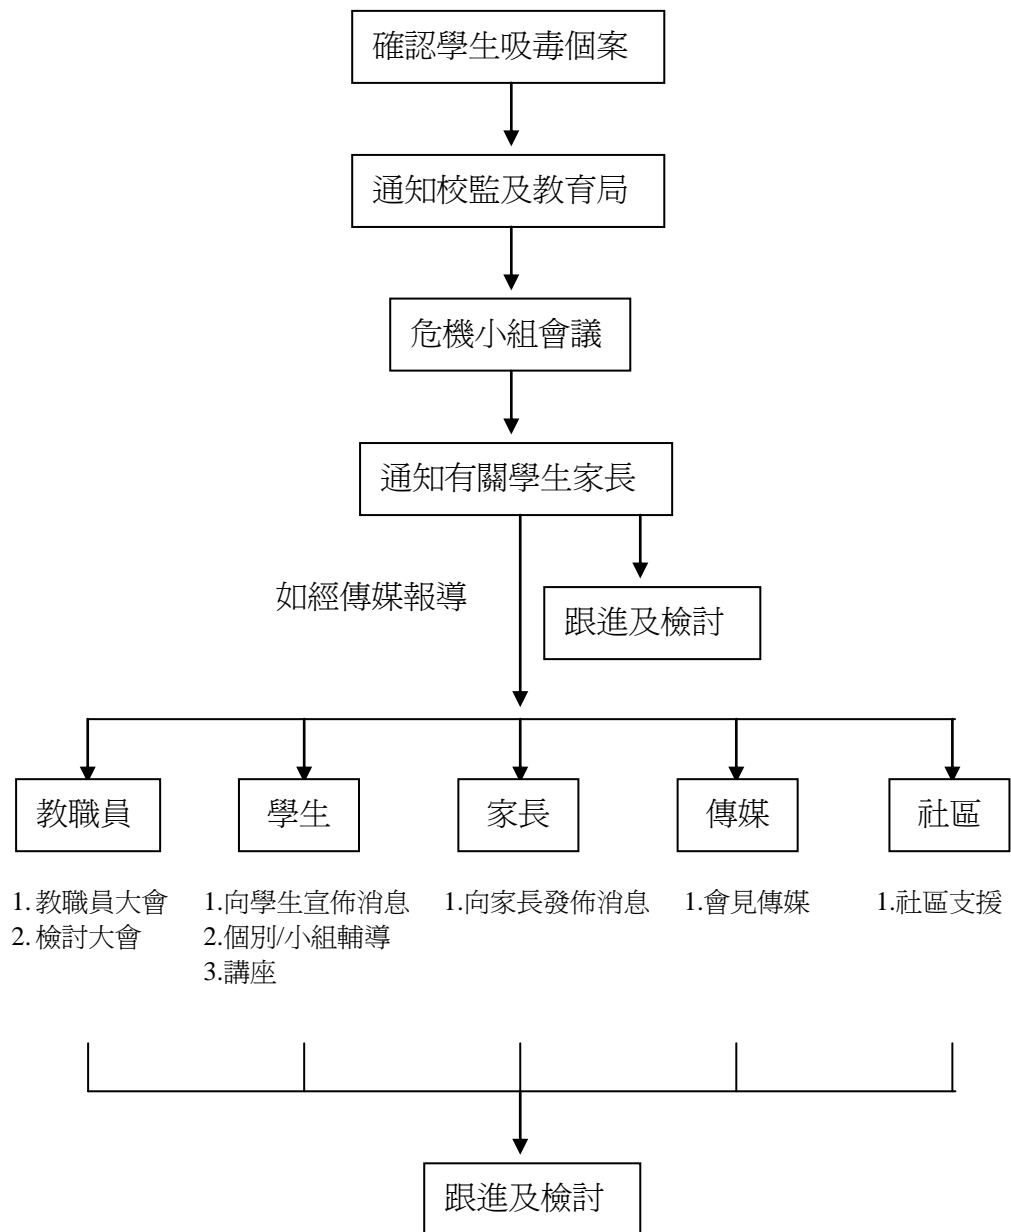 確認學生吸毒個案
通知校監及教育局
危機小組會議
通知有關學生家長
如經傳媒報導
跟進及檢討
教職員
學生
家長
傳媒
社區
1. 教職員大會
2. 檢討大會
1.向學生宣佈消息
2.個別/小組輔導
3.講座
1.向家長發佈消息
1.會見傳媒
1.社區支援
跟進及檢討